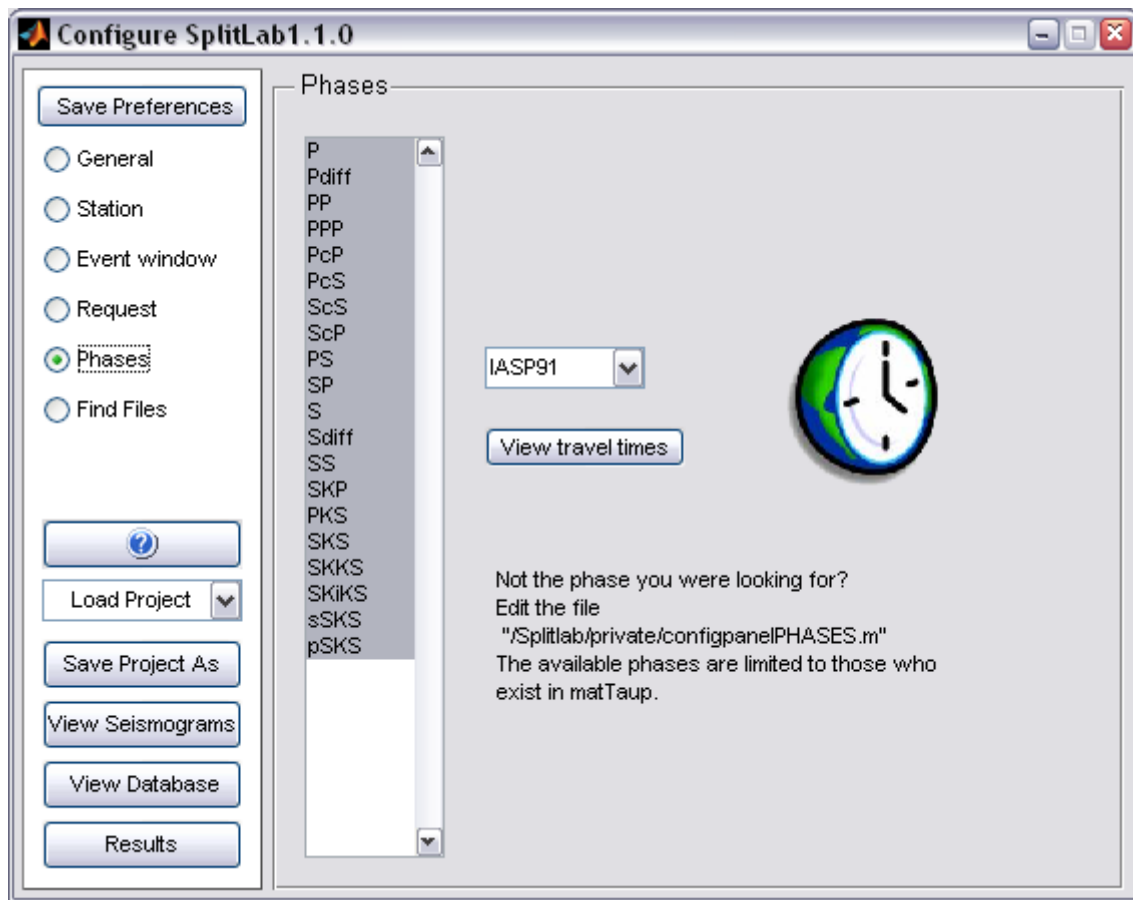 Configure SplitLab1.1.0
Save Preferences
General
Station
Event window
Request
Phases
Find Files
Load Project
Save Project As
View Seismograms
View Database
Results
Phases
P
Pdiff
PP
PPP
PcP
PcS
ScS
ScP
PS
SP
S
Sdiff
SS
SKP
PKS
SKS
SKKS
SKiKS
sSKS
pSKS
IASP91
View travel times
Not the phase you were looking for?
Edit the file
"/Splitlab/private/configpanelPHASES.m"
The available phases are limited to those who
exist in matTaup.